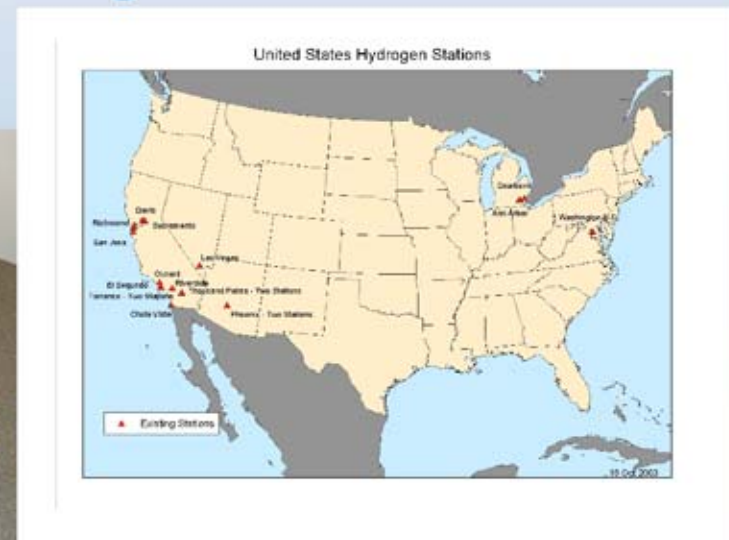 United States Hydrogen Stations
Dearborn
Ann Arbor
Washington D.C.
Davis
Richmond
Sacramento
San Jose
Las Vegas
Oxnard
El Segundo
Riverside
Thousand Palms - Two Stations
Torrance - Two Stations
Chula Vista
Phoenix - Two Stations
Existing Stations
Oct 2003